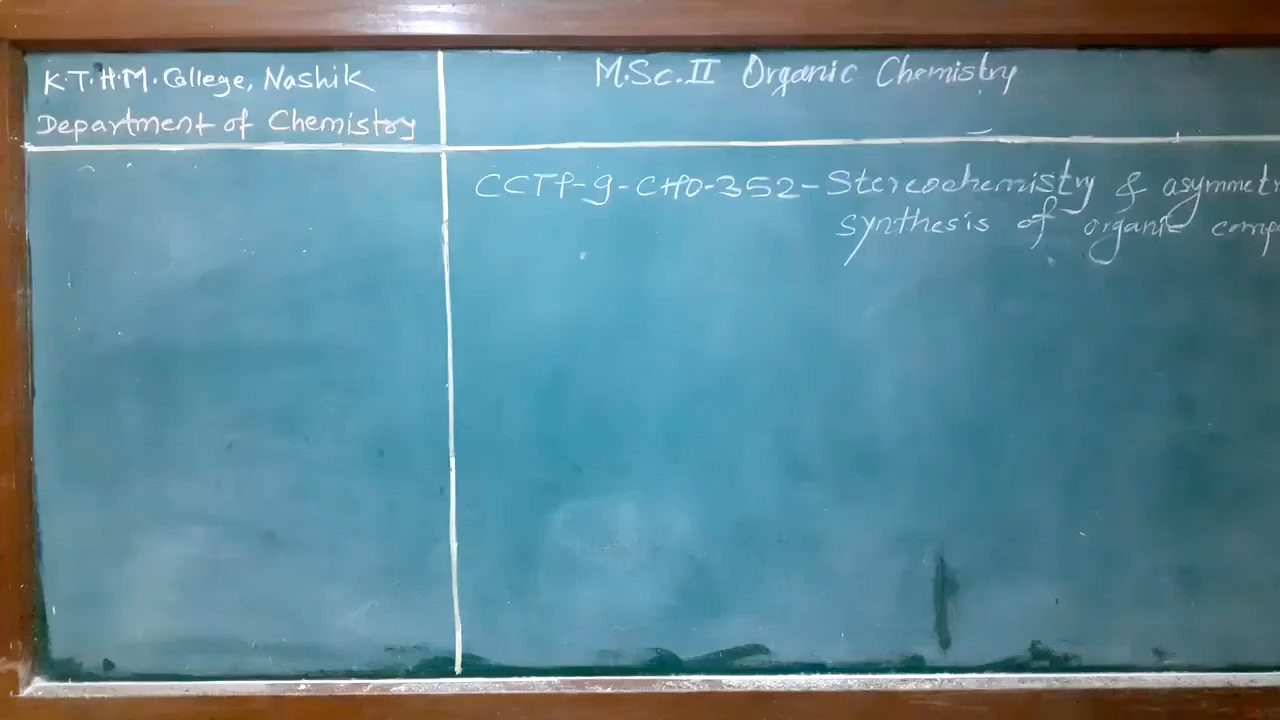 K.T.H.M. College, Nashik
Department of Chemistry
M.Sc.II Organic Chemistry
CCTP-9-CHO-352-Stereochemistry & asymmetr
synthesis of organic comp